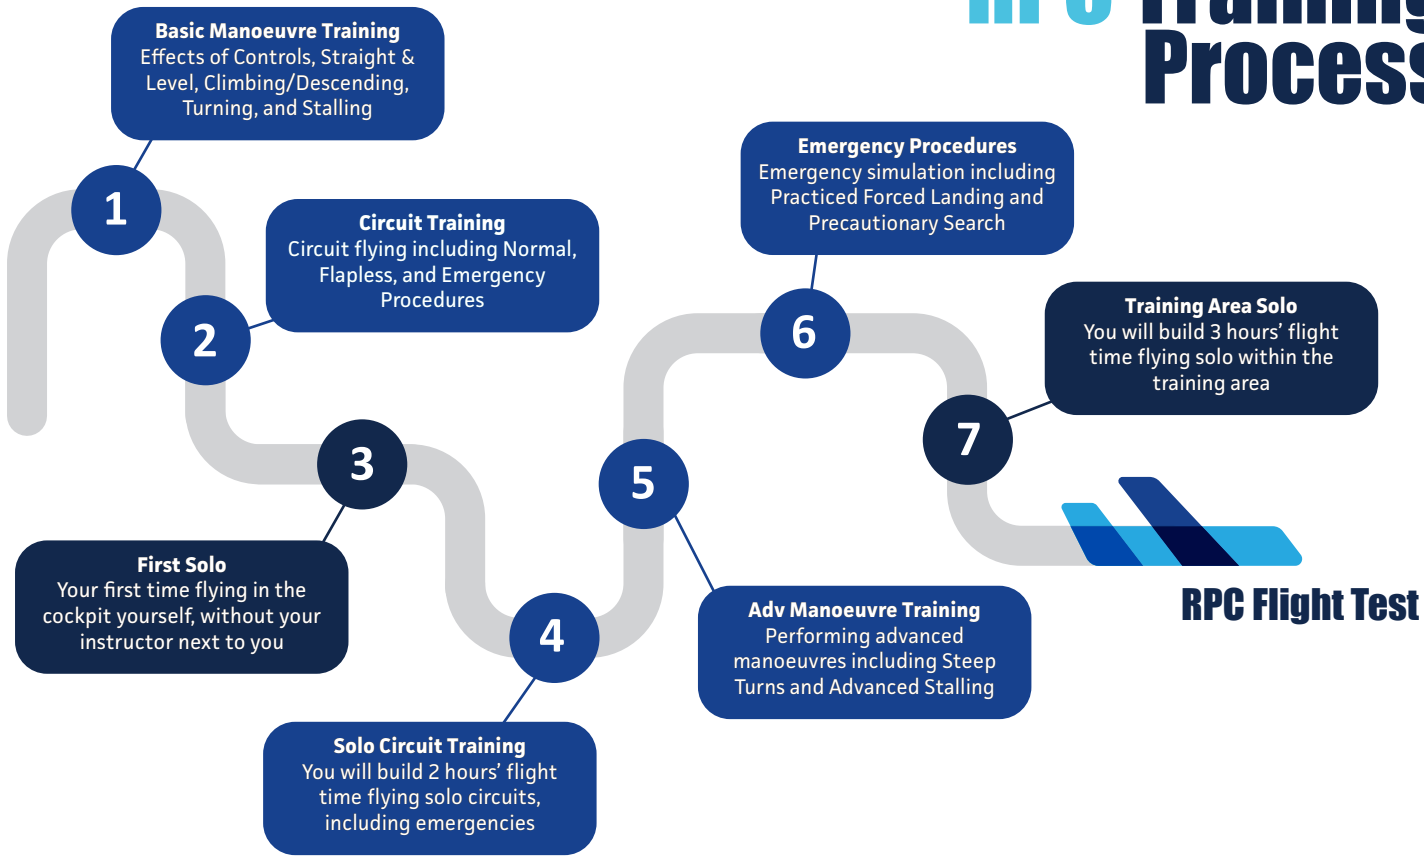 RPC Training
Process
1
Basic Manoeuvre Training
Effects of Controls, Straight &
Level, Climbing/Descending,
Turning, and Stalling
2
Circuit Training
Circuit flying including Normal,
Flapless, and Emergency
Procedures
3
First Solo
Your first time flying in the
cockpit yourself, without your
instructor next to you
4
Solo Circuit Training
You will build 2 hours’ flight
time flying solo circuits,
including emergencies
5
Adv Manoeuvre Training
Performing advanced
manoeuvres including Steep
Turns and Advanced Stalling
6
Emergency Procedures
Emergency simulation including
Practiced Forced Landing and
Precautionary Search
7
Training Area Solo
You will build 3 hours’ flight
time flying solo within the
training area
RPC Flight Test